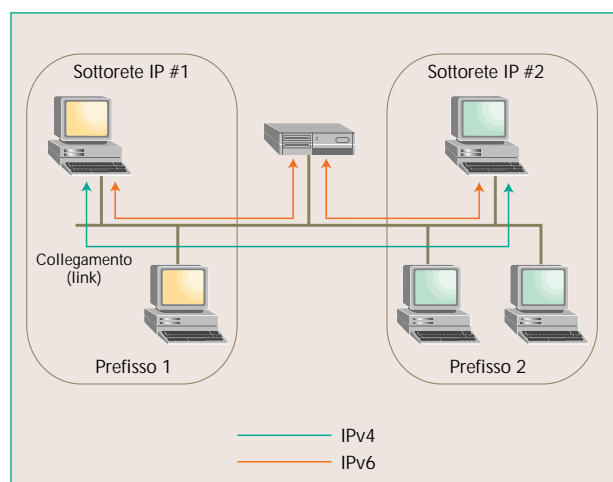 Sottorete IP #1
Sottorete IP #2
Collegamento
(link)
Prefisso 1
Prefisso 2
IPv4
IPv6